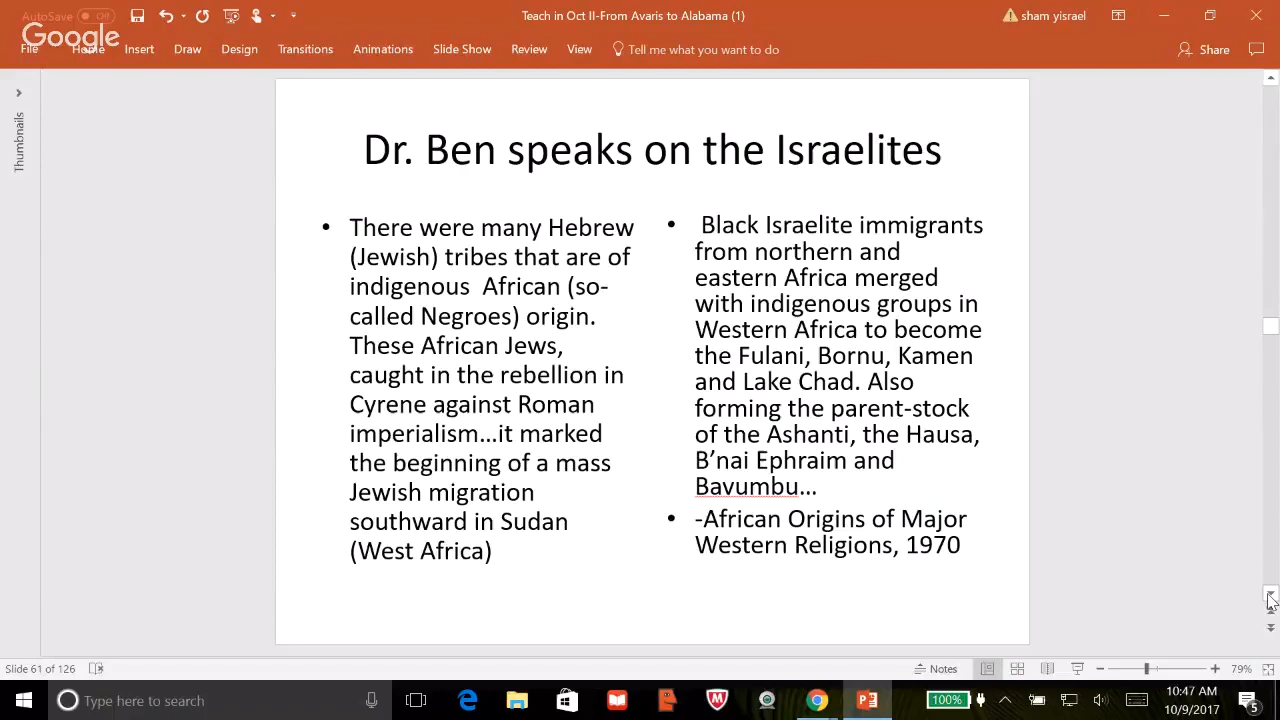 AutoSave Off
Teach in Oct II-From Avaris to Alabama (1)
sham yisrael
Google
File Home Insert Draw Design Transitions Animations Slide Show Review View Tell me what you want to do
Share
Thumbnails
Dr. Ben speaks on the Israelites
• There were many Hebrew
(Jewish) tribes that are of
indigenous African (so-
called Negroes) origin.
These African Jews,
caught in the rebellion in
Cyrene against Roman
imperialism…it marked
the beginning of a mass
Jewish migration
southward in Sudan
(West Africa)
• Black Israelite immigrants
from northern and
eastern Africa merged
with indigenous groups in
Western Africa to become
the Fulani, Bornu, Kamen
and Lake Chad. Also
forming the parent-stock
of the Ashanti, the Hausa,
B’nai Ephraim and
Bavumbu…
• -African Origins of Major
Western Religions, 1970
Slide 61 of 126
Notes
79%
Type here to search
100%
10:47 AM
10/9/2017
5